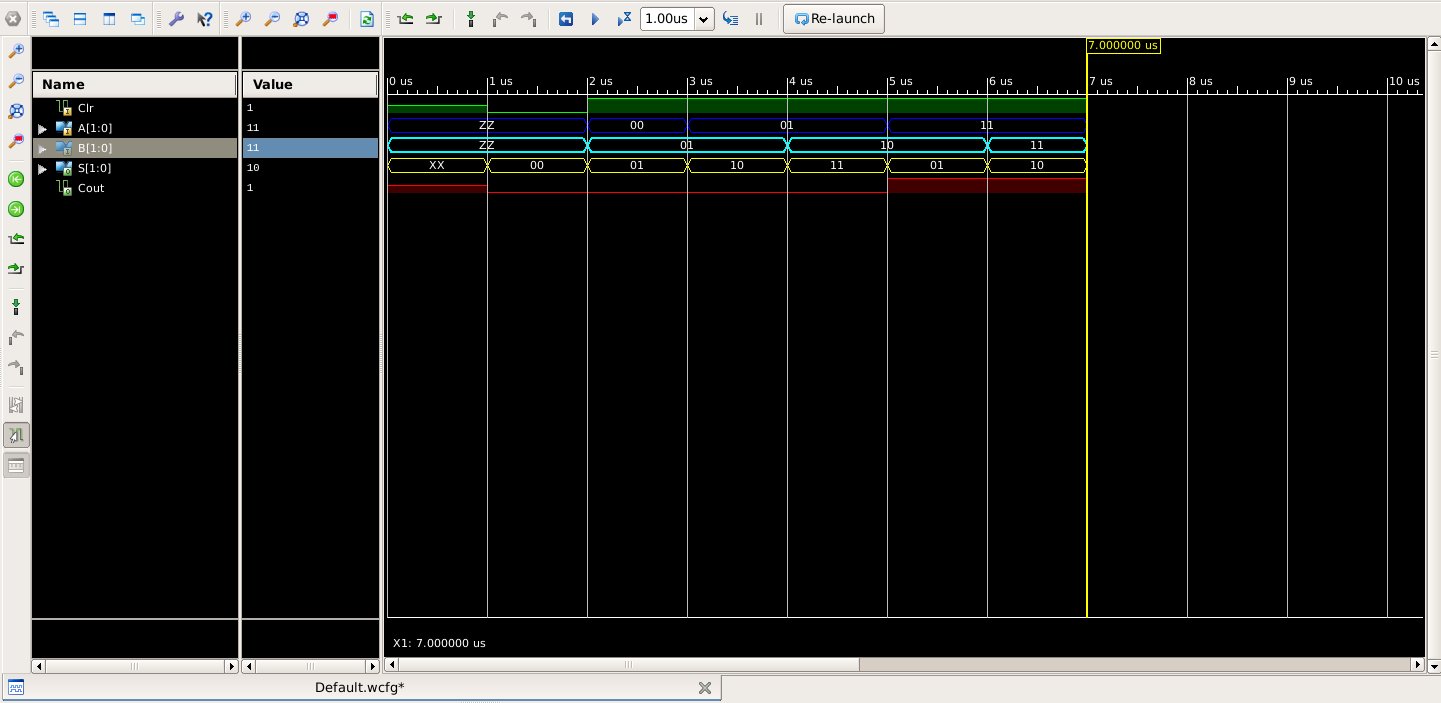 1.00us
Re-launch
7.000000 us
Name
Value
0 us
1 us
2 us
3 us
4 us
5 us
6 us
7 us
8 us
9 us
10 us
Clr
1
A[1:0]
11
ZZ
00
01
11
B[1:0]
11
ZZ
01
10
11
S[1:0]
10
XX
00
01
10
11
01
10
Cout
1
X1: 7.000000 us
Default.wcfg*